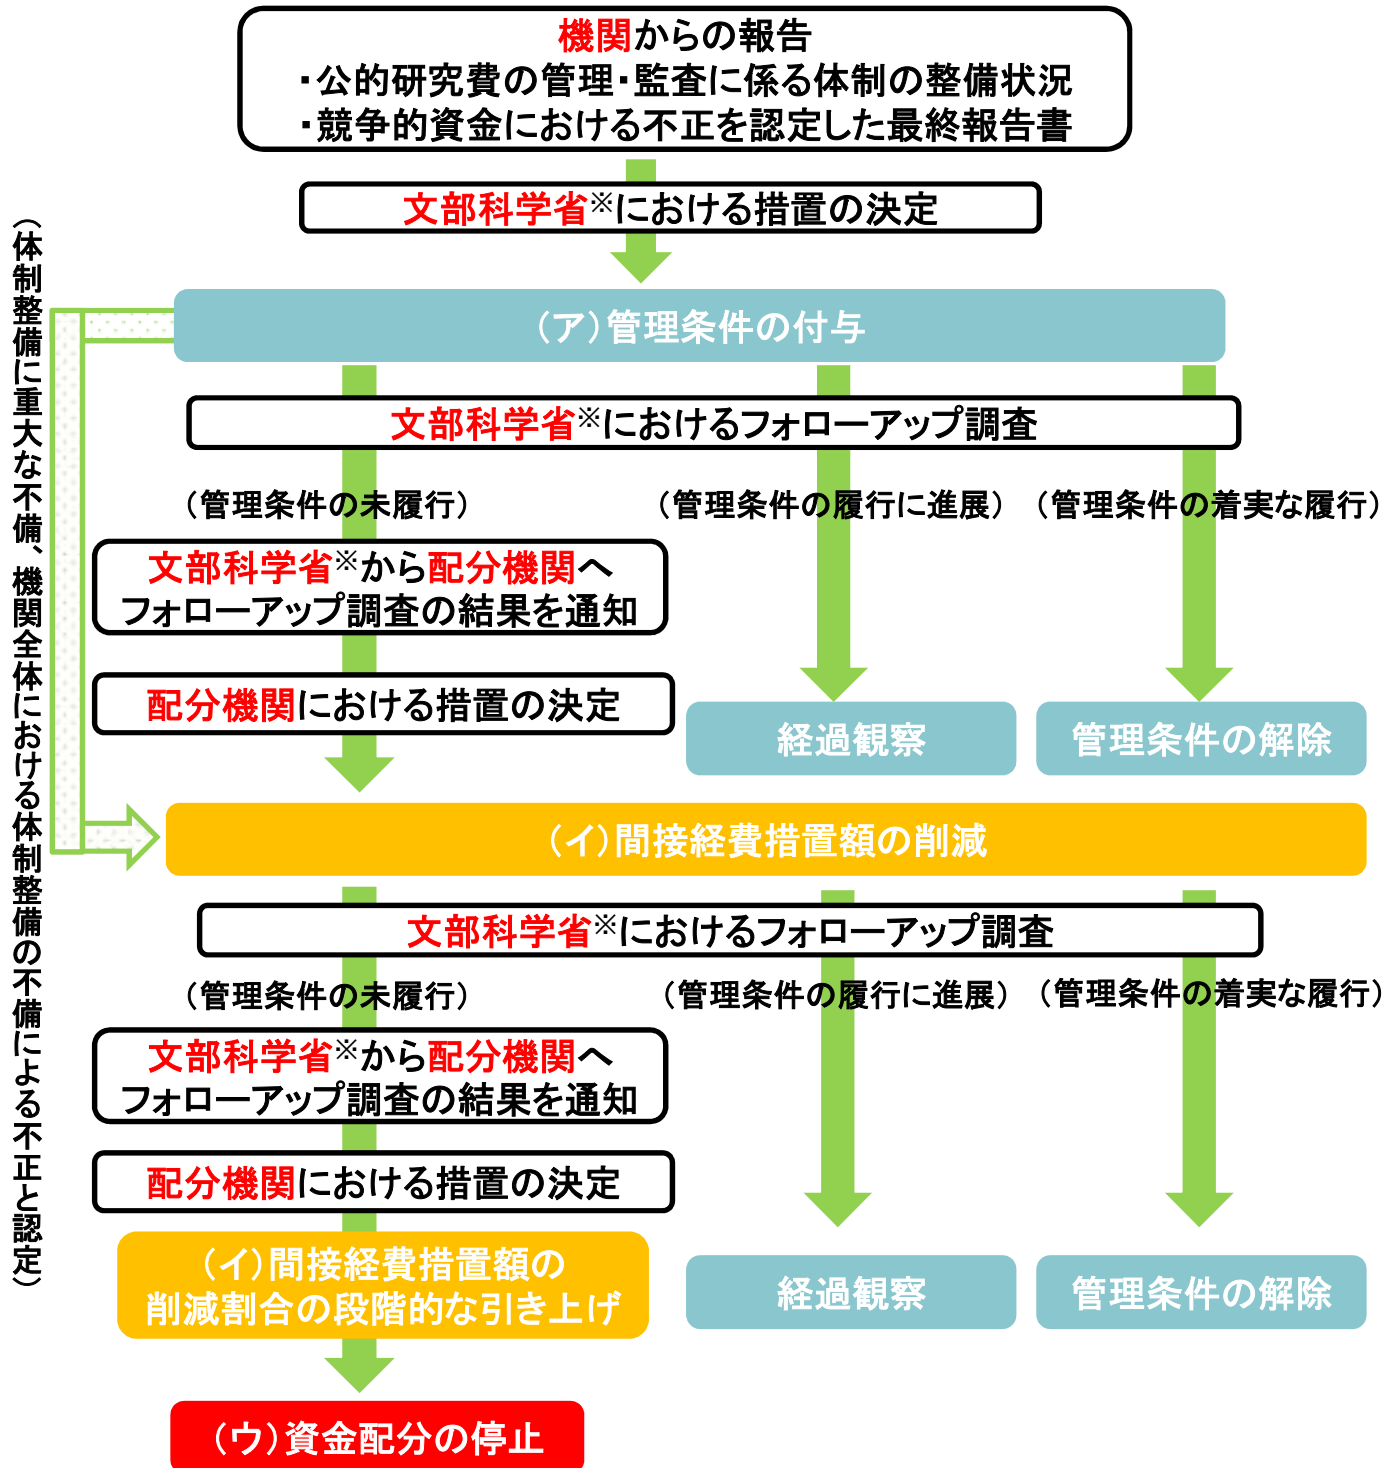 機関からの報告
・公的研究費の管理・監査に係る体制の整備状況
・競争的資金における不正を認定した最終報告書
文部科学省※における措置の決定
（体制整備に重大な不備、機関全体における体制整備の不備による不正と認定）
（ア）管理条件の付与
文部科学省※におけるフォローアップ調査
（管理条件の未履行）
（管理条件の履行に進展）
（管理条件の着実な履行）
文部科学省※から配分機関へ
フォローアップ調査の結果を通知
配分機関における措置の決定
経過観察
管理条件の解除
（イ）間接経費措置額の削減
文部科学省※におけるフォローアップ調査
（管理条件の未履行）
（管理条件の履行に進展）
（管理条件の着実な履行）
文部科学省※から配分機関へ
フォローアップ調査の結果を通知
配分機関における措置の決定
（イ）間接経費措置額の
削減割合の段階的な引き上げ
経過観察
管理条件の解除
（ウ）資金配分の停止